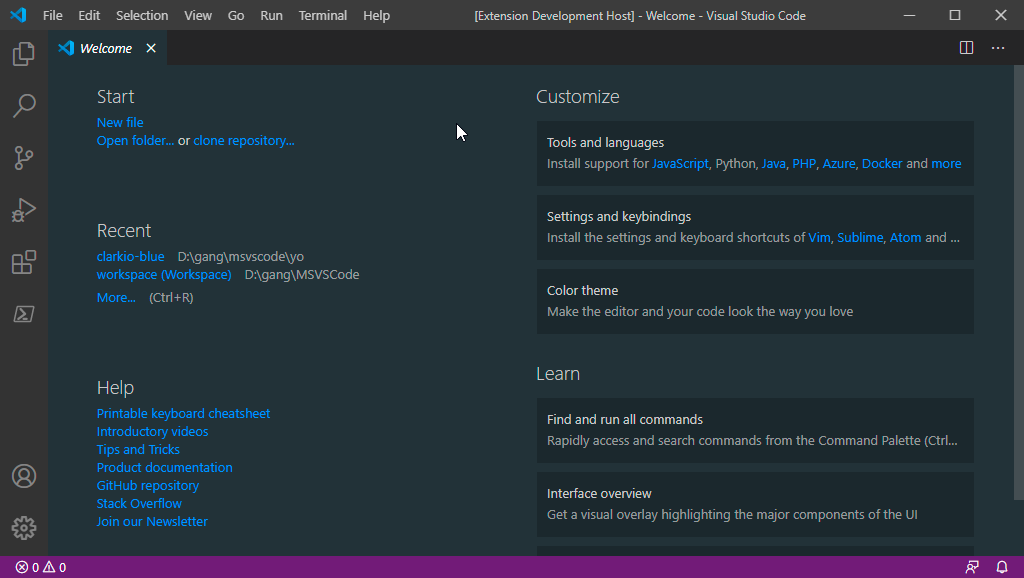 File Edit Selection View Go Run Terminal Help [Extension Development Host] - Welcome - Visual Studio Code
Welcome
Start
New file
Open folder... or clone repository...
Recent
clarkio-blue D:\gang\msvscode\yo
workspace (Workspace) D:\gang\MSVSCode
More... (Ctrl+R)
Help
Printable keyboard cheatsheet
Introductory videos
Tips and Tricks
Product documentation
GitHub repository
Stack Overflow
Join our Newsletter
Customize
Tools and languages
Install support for JavaScript, Python, Java, PHP, Azure, Docker and more
Settings and keybindings
Install the settings and keyboard shortcuts of Vim, Sublime, Atom and ...
Color theme
Make the editor and your code look the way you love
Learn
Find and run all commands
Rapidly access and search commands from the Command Palette (Ctrl...
Interface overview
Get a visual overlay highlighting the major components of the UI
0 0